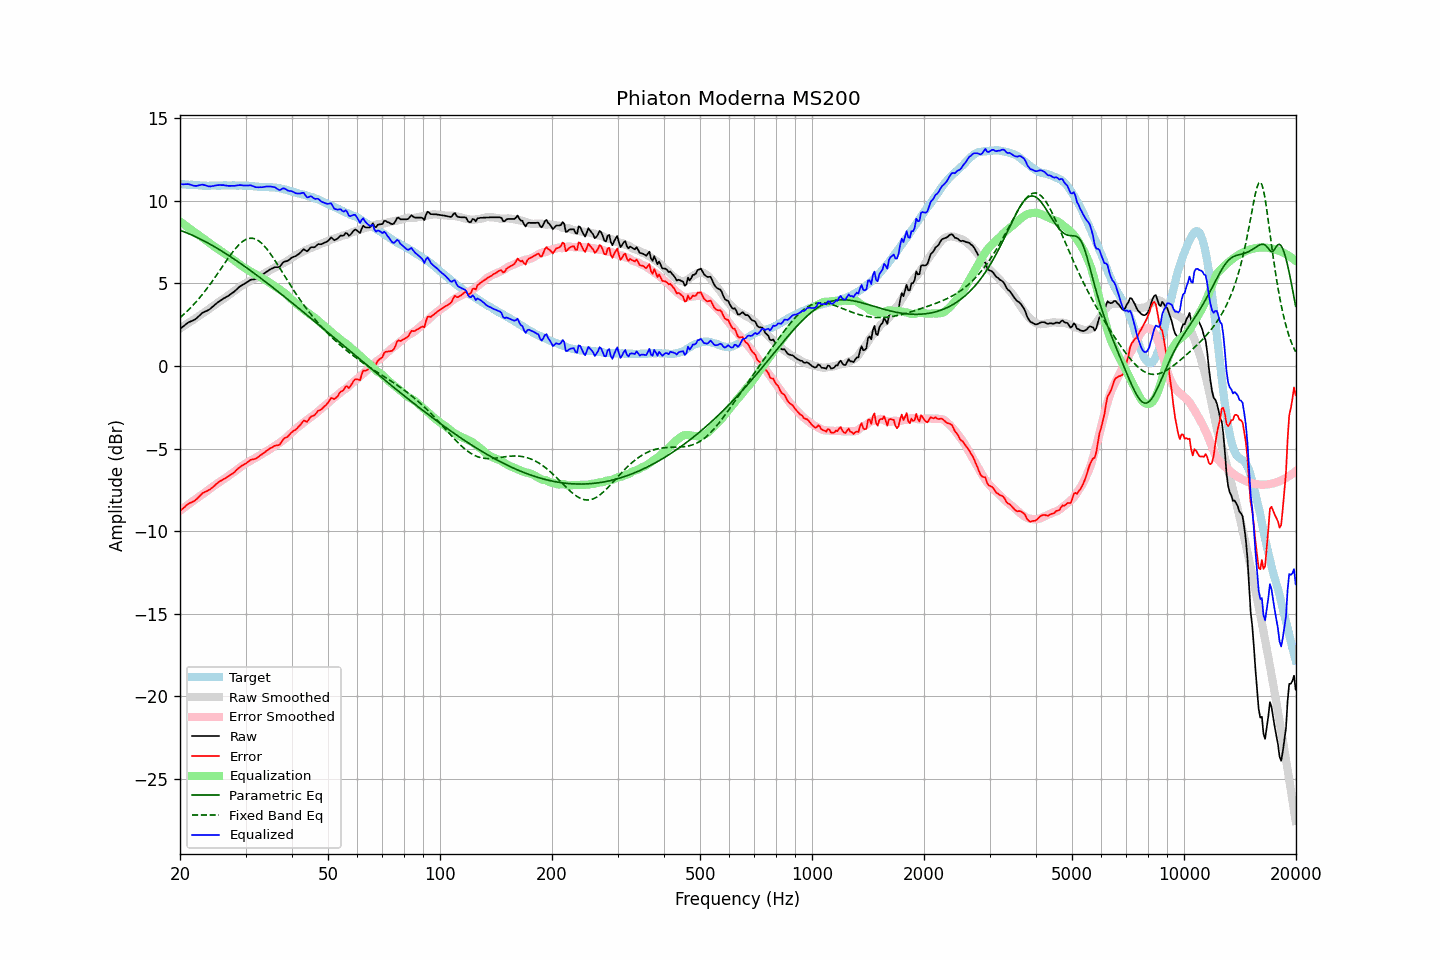 Phiaton Moderna MS200
15
10
5
0
−5
−10
−15
−20
−25
Amplitude (dBr)
Target
Raw Smoothed
Error Smoothed
Raw
Error
Equalization
Parametric Eq
Fixed Band Eq
Equalized
20
50
100
200
500
1000
2000
5000
10000
20000
Frequency (Hz)